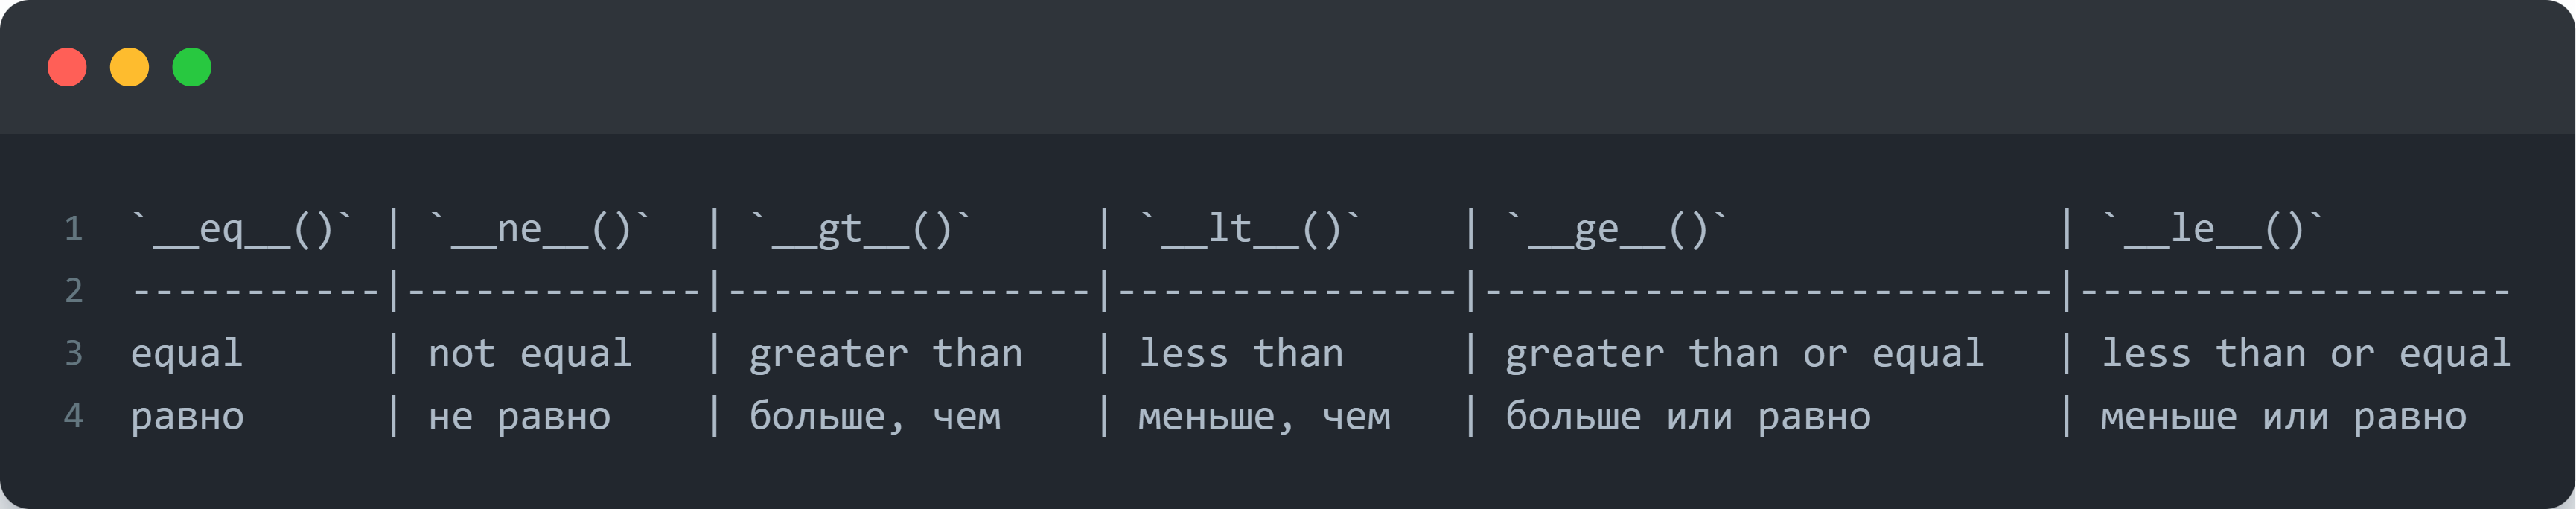 1 `__eq__()` | `__ne__()`  | `__gt__()`     | `__lt__()`    | `__ge__()`              | `__le__()`
2 -----------|-------------|----------------|---------------|-------------------------|-------------------
3 equal      | not equal   | greater than   | less than     | greater than or equal   | less than or equal
4 равно      | не равно    | больше, чем    | меньше, чем   | больше или равно        | меньше или равно